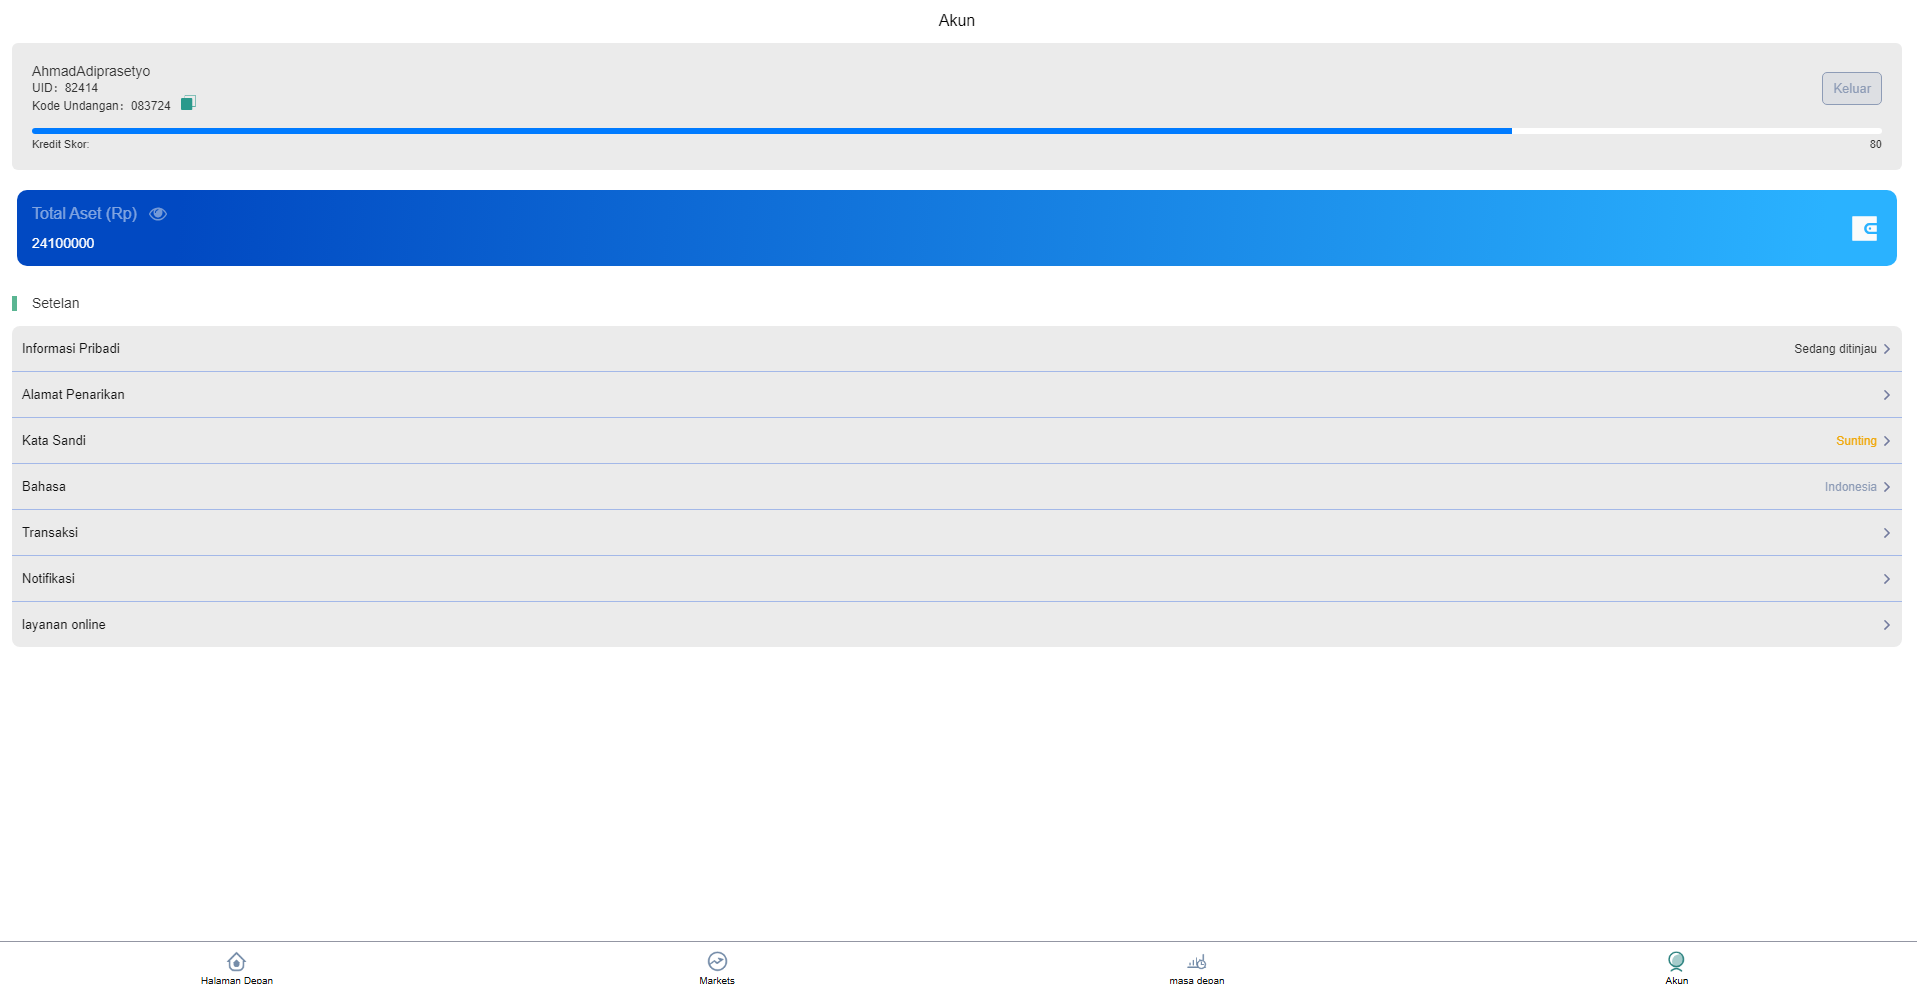 Akun
AhmadAdiprasetyo
UID: 82414
Kode Undangan: 083724
Keluar
Kredit Skor:
80
Total Aset (Rp)
24100000
Setelan
Informasi Pribadi
Sedang ditinjau
Alamat Penarikan
Kata Sandi
Sunting
Bahasa
Indonesia
Transaksi
Notifikasi
layanan online
Halaman Depan
Markets
masa depan
Akun